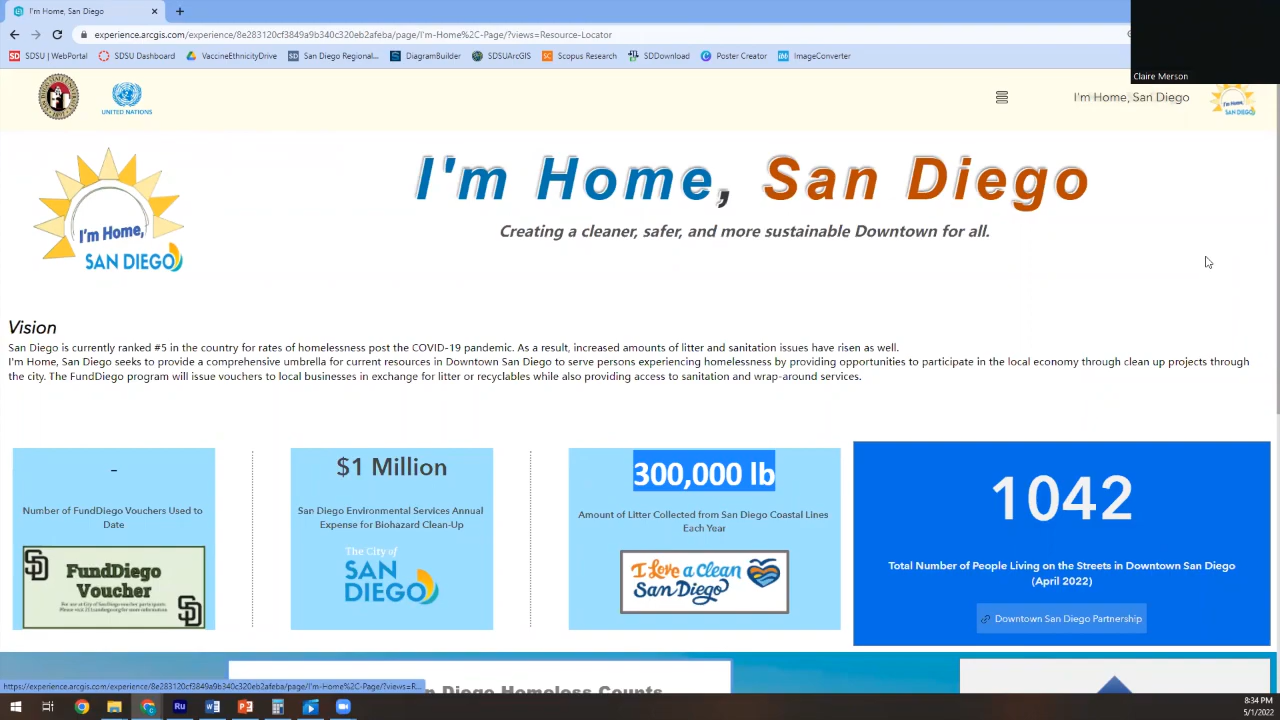 I'm Home, San Diego
experience.arcgis.com/experience/8e283120cf3849a9b340c320eb2afeba/page/I'm-Home%2C-Page/?views=Resource-Locator
SDSU | WebPortal
SDSU Dashboard
VaccineEthnicityDrive
San Diego Regional...
DiagramBuilder
SDSUArcGIS
Scopus Research
SDDownload
Poster Creator
ImageConverter
Claire Merson
UNITED NATIONS
I'm Home, San Diego
I'm Home,
SAN DIEGO
I'm Home,
SAN DIEGO
I'm Home, San Diego
Creating a cleaner, safer, and more sustainable Downtown for all.
Vision
San Diego is currently ranked #5 in the country for rates of homelessness post the COVID-19 pandemic. As a result, increased amounts of litter and sanitation issues have risen as well.
I'm Home, San Diego seeks to provide a comprehensive umbrella for current resources in Downtown San Diego to serve persons experiencing homelessness by providing opportunities to participate in the local economy through clean up projects through
the city. The FundDiego program will issue vouchers to local businesses in exchange for litter or recyclables while also providing access to sanitation and wrap-around services.
-
Number of FundDiego Vouchers Used to
Date
SD
FundDiego
Voucher
SD
$1 Million
San Diego Environmental Services Annual
Expense for Biohazard Clean-Up
The City of
SAN
DIEGO
300,000 lb
Amount of Litter Collected from San Diego Coastal Lines
Each Year
I Love a Clean
San Diego
1042
Total Number of People Living on the Streets in Downtown San Diego
(April 2022)
Downtown San Diego Partnership
https://experience.arcgis.com/experience/8e283120cf3849a9b340c320eb2afeba/page/I'm-Home%2C-Page/?views=R...
n Diego Homeless Counts
Ru
8:34 PM
5/1/2022